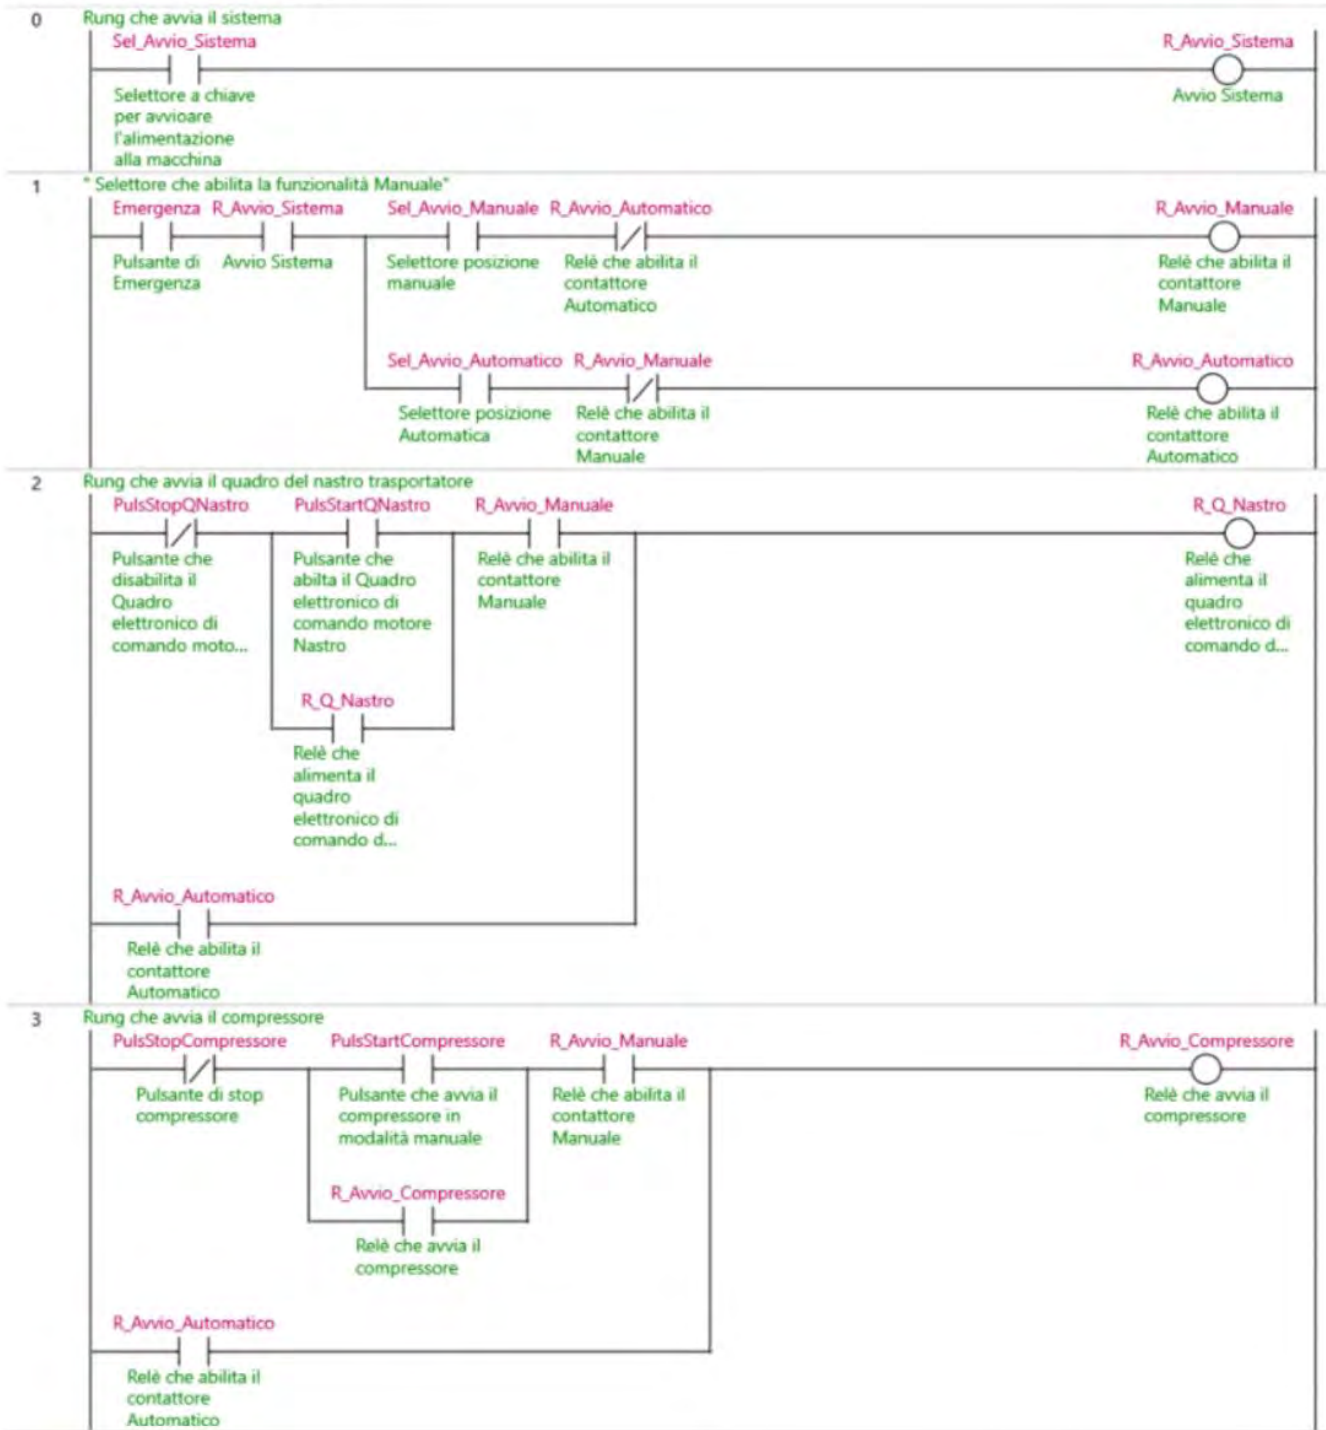 0
Rung che avvia il sistema
Sel_Avvio_Sistema
R_Avvio_Sistema
Selettore a chiave
per avvioare
l'alimentazione
alla macchina
Avvio Sistema
1
" Selettore che abilita la funzionalità Manuale"
Emergenza R_Avvio_Sistema Sel_Avvio_Manuale R_Avvio_Automatico
R_Avvio_Manuale
Pulsante di
Emergenza
Avvio Sistema
Selettore posizione
manuale
Relè che abilita il
contattore
Automatico
Relè che abilita il
contattore
Manuale
Sel_Avvio_Automatico R_Avvio_Manuale
R_Avvio_Automatico
Selettore posizione
Automatica
Relè che abilita il
contattore
Manuale
Relè che abilita il
contattore
Automatico
2
Rung che avvia il quadro del nastro trasportatore
PulsStopQNastro PulsStartQNastro R_Avvio_Manuale
R_Q_Nastro
Pulsante che
disabilita il
Quadro
elettronico di
comando moto...
Pulsante che
abilta il Quadro
elettronico di
comando motore
Nastro
Relè che abilita il
contattore
Manuale
Relè che
alimenta il
quadro
elettronico di
comando d...
R_Q_Nastro
Relè che
alimenta il
quadro
elettronico di
comando d...
R_Avvio_Automatico
Relè che abilita il
contattore
Automatico
3
Rung che avvia il compressore
PulsStopCompressore PulsStartCompressore R_Avvio_Manuale
R_Avvio_Compressore
Pulsante di stop
compressore
Pulsante che avvia il
compressore in
modalità manuale
Relè che abilita il
contattore
Manuale
Relè che avvia il
compressore
R_Avvio_Compressore
Relè che avvia il
compressore
R_Avvio_Automatico
Relè che abilita il
contattore
Automatico